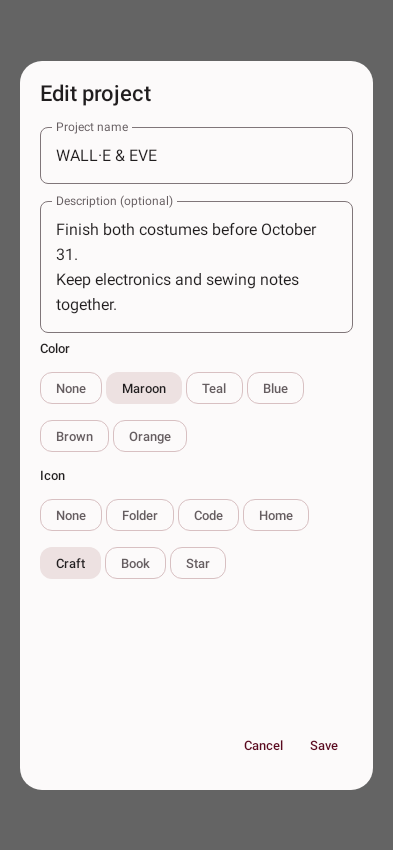 Edit project
Project name
WALL·E & EVE
Description (optional)
Finish both costumes before October
31.
Keep electronics and sewing notes
together.
Color
None Maroon Teal Blue
Brown Orange
Icon
None Folder Code Home
Craft Book Star
Cancel Save